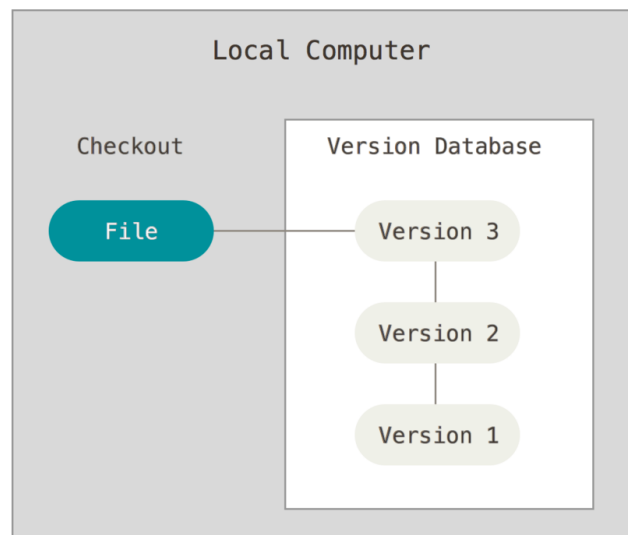 Local Computer
Checkout
Version Database
File
Version 3
Version 2
Version 1